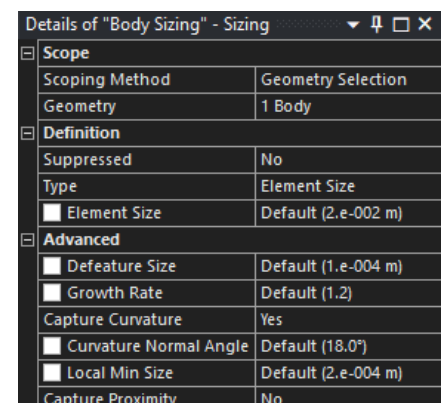 Details of "Body Sizing" - Sizing
Scope
Scoping Method Geometry Selection
Geometry 1 Body
Definition
Suppressed No
Type Element Size
Element Size Default (2.e-002 m)
Advanced
Defeature Size Default (1.e-004 m)
Growth Rate Default (1.2)
Capture Curvature Yes
Curvature Normal Angle Default (18.0°)
Local Min Size Default (2.e-004 m)
Capture Proximity No